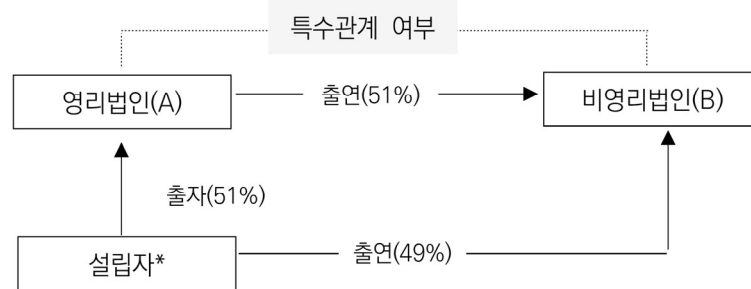 특수관계 여부
영리법인(A)
출연(51%)
비영리법인(B)
출자(51%)
설립자*
출연(49%)